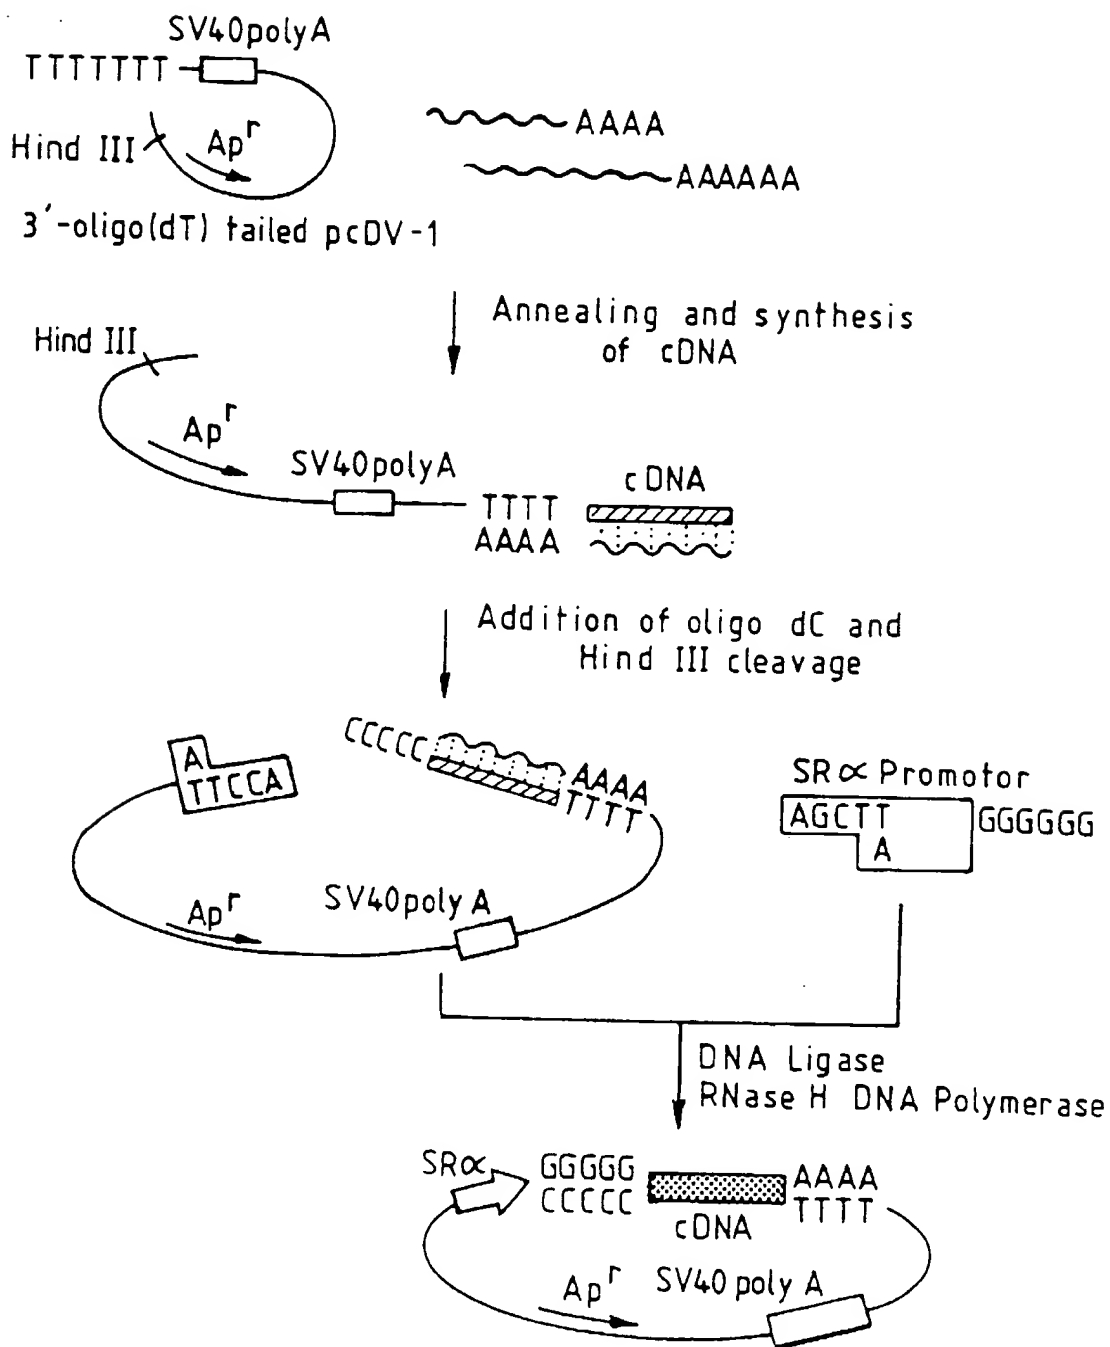 SV40polyA
TTTTTTT
Hind III
Ap^r
AAAA
AAAAAA
3′-oligo(dT) tailed pcDV-1
Annealing and synthesis
of cDNA
Hind III
Ap^r
SV40polyA
cDNA
TTTT
AAAA
Addition of oligo dC and
Hind III cleavage
A
TTCCA
CCCCC
AAAA
TTTT
SRα Promotor
AGCTT
A
GGGGGG
Ap^r
SV40poly A
DNA Ligase
RNase H DNA Polymerase
SRα
GGGGG
CCCCC
cDNA
AAAA
TTTT
Ap^r
SV40 poly A